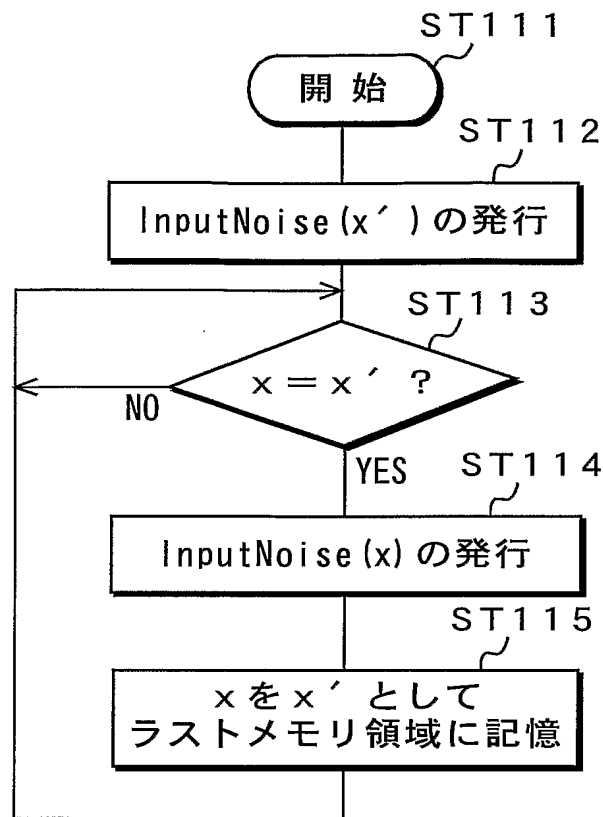 ST111
開始
ST112
InputNoise(x´)の発行
ST113
x=x´?
NO
YES
ST114
InputNoise(x)の発行
ST115
xをx´として
ラストメモリ領域に記憶